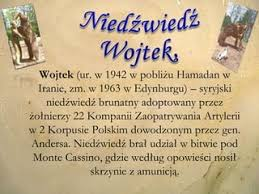 Niedźwiedź
Wojtek.
Wojtek (ur. w 1942 w pobliżu Hamadan w
Iranie, zm. w 1963 w Edynburgu) – syryjski
niedźwiedź brunatny adoptowany przez
żołnierzy 22 Kompanii Zaopatrywania Artylerii
w 2 Korpusie Polskim dowodzonym przez gen.
Andersa. Niedźwiedź brał udział w bitwie pod
Monte Cassino, gdzie według opowieści nosił
skrzynie z amunicją.